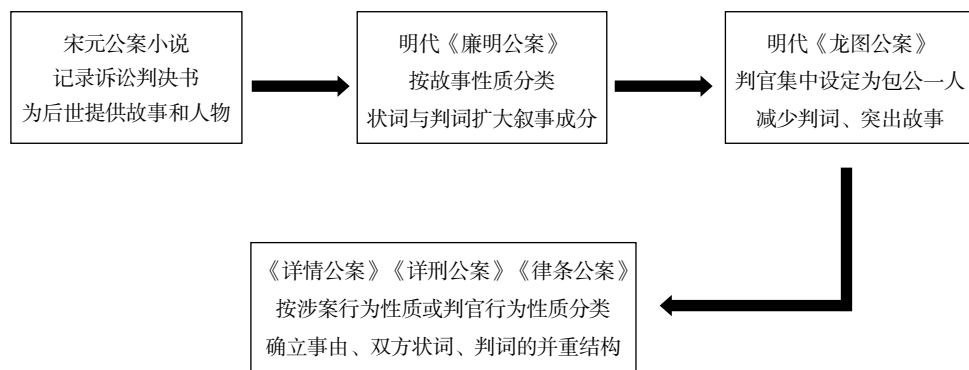 宋元公案小说
记录诉讼判决书
为后世提供故事和人物
明代《廉明公案》
按故事性质分类
状词与判词扩大叙事成分
明代《龙图公案》
判官集中设定为包公一人
减少判词、突出故事
《详情公案》《详刑公案》《律条公案》
按涉案行为性质或判官行为性质分类
确立事由、双方状词、判词的并重结构